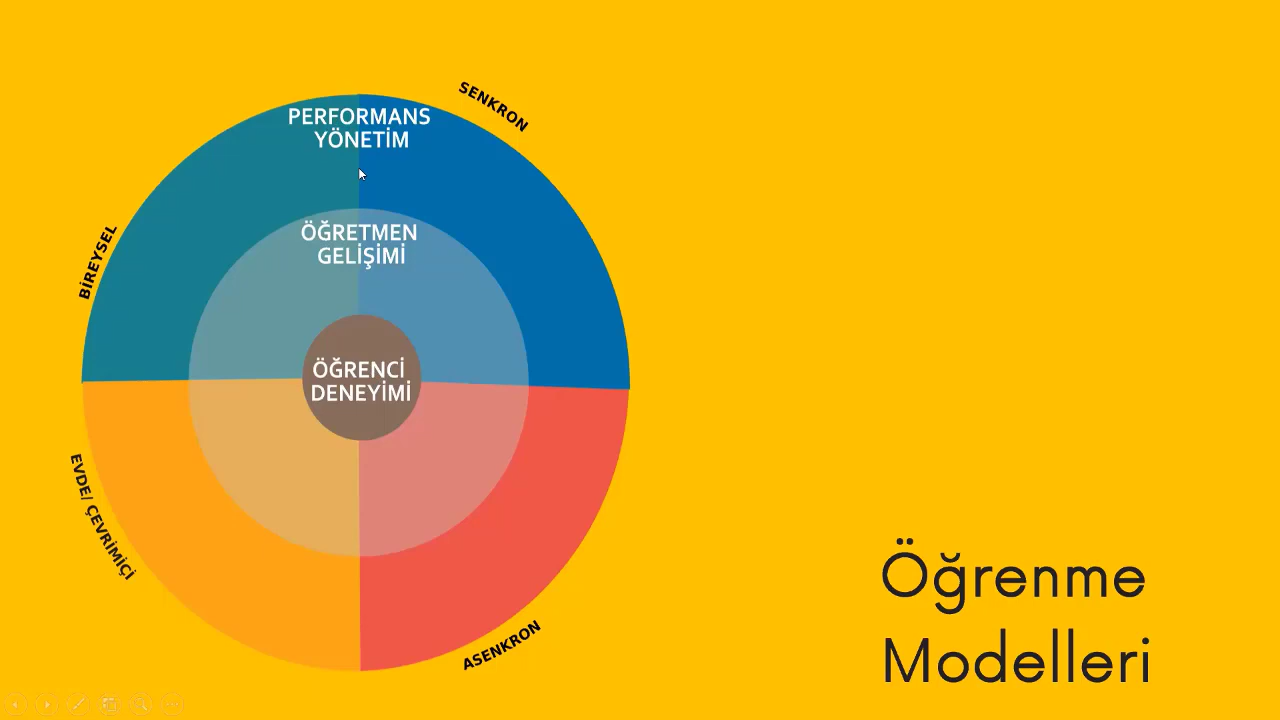 SENKRON
PERFORMANS
YÖNETİM
BİREYSEL
ÖĞRETMEN
GELİŞİMİ
ÖĞRENCİ
DENEYİMİ
EVDE/ ÇEVRİMİÇİ
ASENKRON
Öğrenme
Modelleri